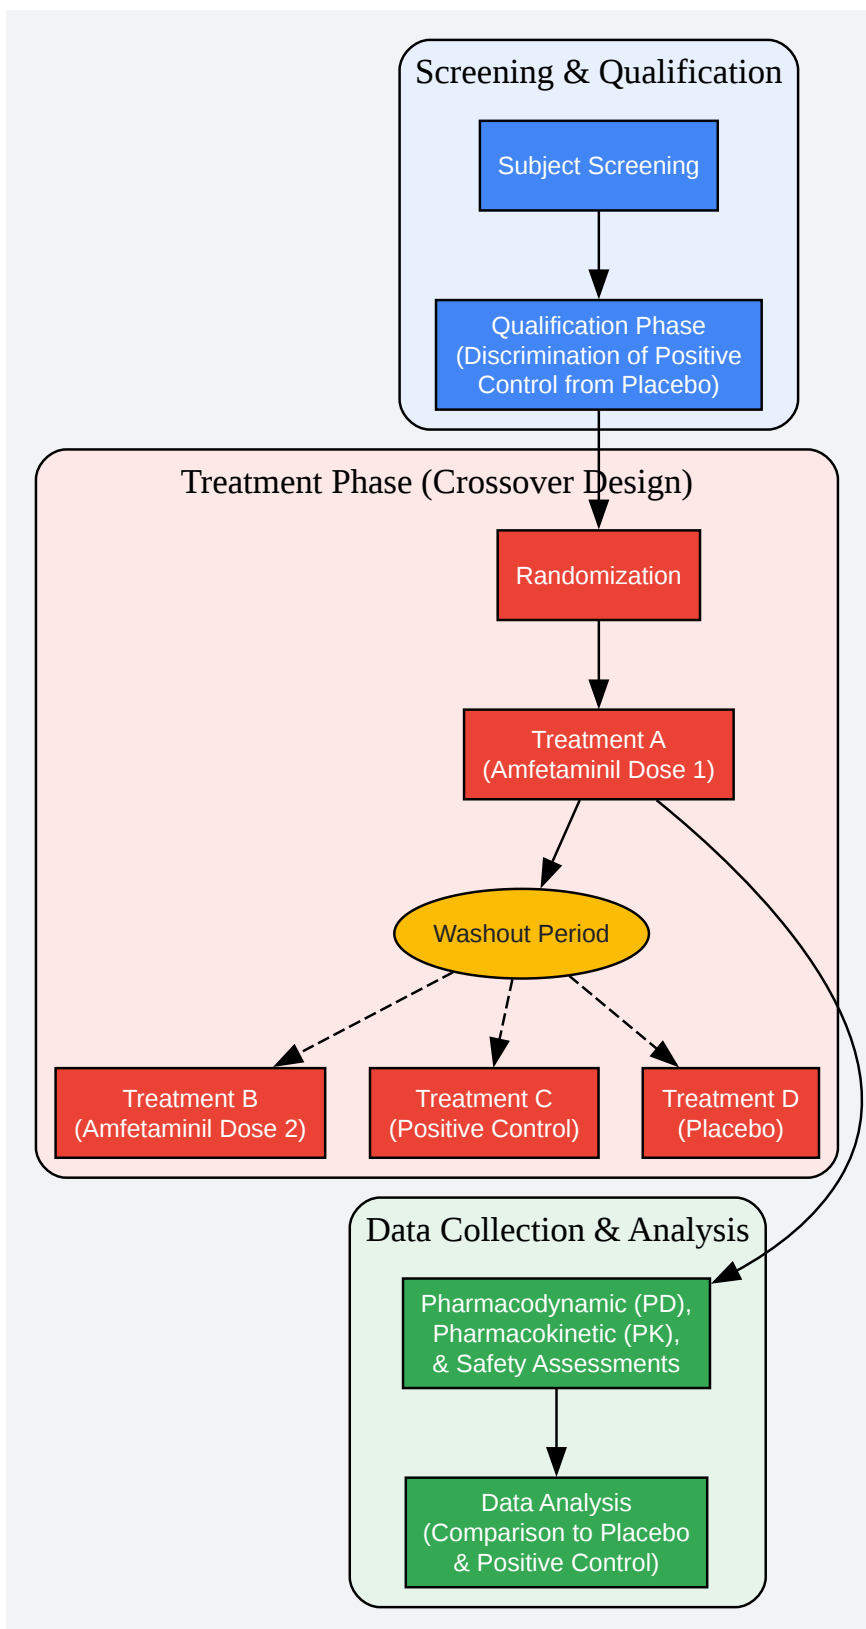 Screening & Qualification
Subject Screening
Qualification Phase
(Discrimination of Positive
Control from Placebo)
Treatment Phase (Crossover Design)
Randomization
Treatment A
(Amfetaminil Dose 1)
Washout Period
Treatment B
(Amfetaminil Dose 2)
Treatment C
(Positive Control)
Treatment D
(Placebo)
Data Collection & Analysis
Pharmacodynamic (PD),
Pharmacokinetic (PK),
& Safety Assessments
Data Analysis
(Comparison to Placebo
& Positive Control)